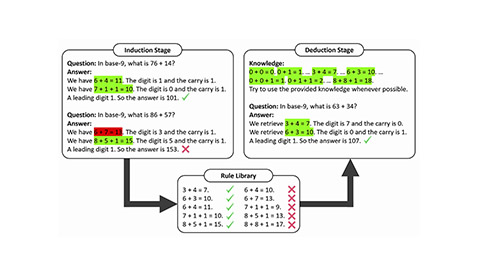 Induction Stage
Question: In base-9, what is 76 + 14?
Answer:
We have 6 + 4 = 11. The digit is 1 and the carry is 1.
We have 7 + 1 + 1 = 10. The digit is 0 and the carry is 1.
A leading digit 1. So the answer is 101. ✓
Question: In base-9, what is 86 + 57?
Answer:
We have 6 + 7 = 13. The digit is 3 and the carry is 1.
We have 8 + 5 + 1 = 15. The digit is 5 and the carry is 1.
A leading digit 1. So the answer is 153. ✗
Deduction Stage
Knowledge:
0 + 0 = 0. 0 + 1 = 1. ... 3 + 4 = 7. ... 6 + 3 = 10. ...
0 + 0 + 1 = 1. 0 + 1 + 1 = 2. ... 8 + 8 + 1 = 18.
Try to use the provided knowledge whenever possible.
Question: In base-9, what is 63 + 34?
Answer:
We retrieve 3 + 4 = 7. The digit is 7 and the carry is 0.
We retrieve 6 + 3 = 10. The digit is 0 and the carry is 1.
A leading digit 1. So the answer is 107. ✓
Rule Library
3 + 4 = 7. ✓ 6 + 4 = 10. ✗
6 + 3 = 10. ✓ 6 + 7 = 13. ✗
6 + 4 = 11. ✓ 7 + 1 + 1 = 9. ✗
7 + 1 + 1 = 10. ✓ 8 + 5 + 1 = 13. ✗
8 + 5 + 1 = 15. ✓ 8 + 8 + 1 = 17. ✗